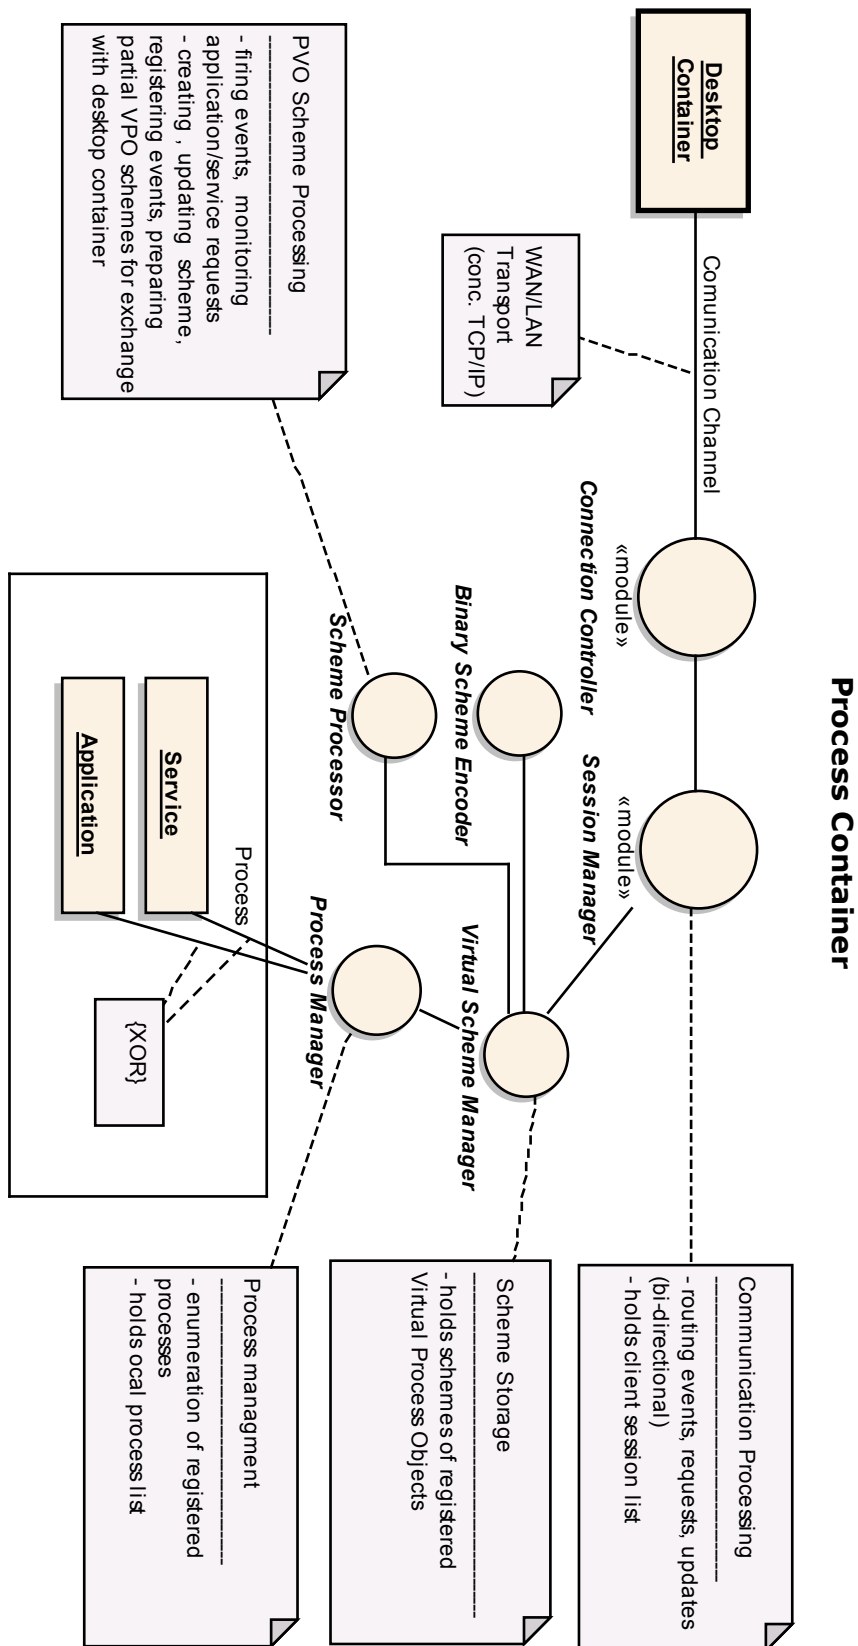 Process Container
Desktop
Container
Comunication Channel
WAN/LAN
Transport
(conc. TCP/IP)
«module»
Connection Controller
«module»
Session Manager
Communication Processing
- routing events, requests, updates
(bi-directional)
- holds client session list
Binary Scheme Encoder
Virtual Scheme Manager
Scheme Storage
- holds schemes of registered
Virtual Process Objects
PVO Scheme Processing
- firing events, monitoring
application/service requests
- creating , updating scheme,
registering events, preparing
partial VPO schemes for exchange
with desktop container
Scheme Processor
Process Manager
Process managment
- enumeration of registered
processes
- holds ocal process list
Process
Service
Application
{XOR}